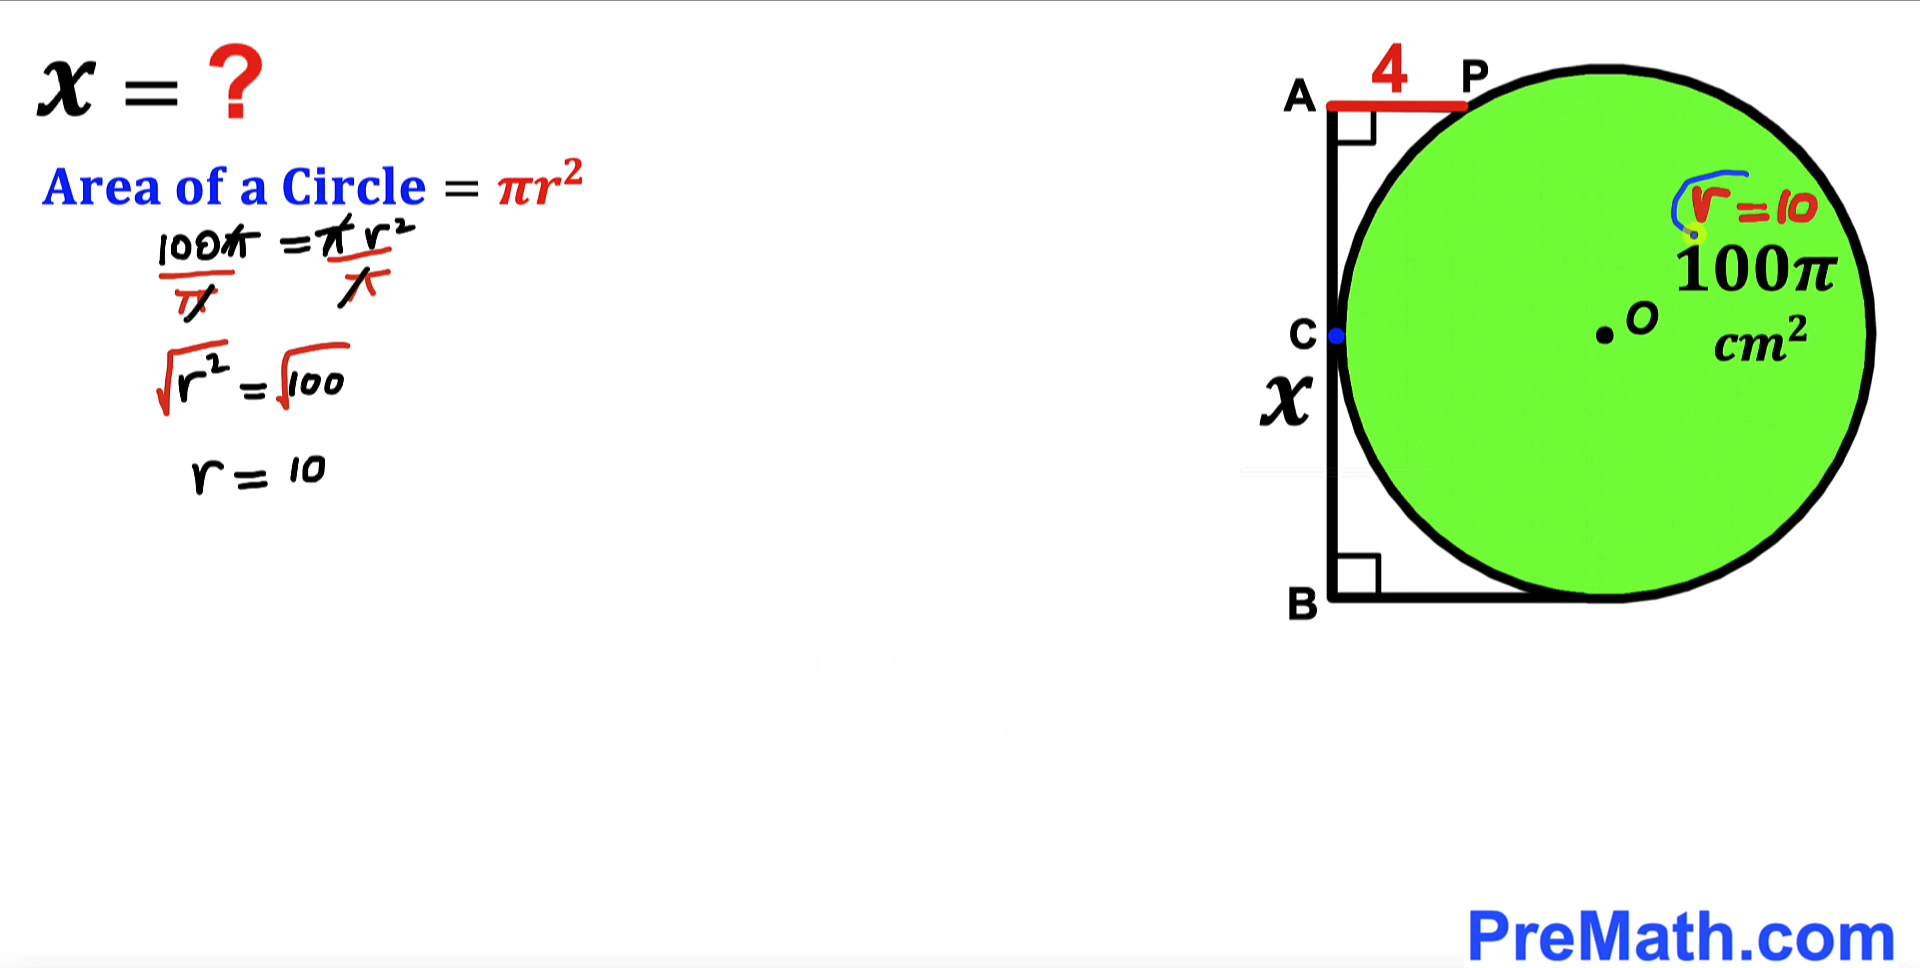 x = ?
Area of a Circle = πr²
100π = πr²
π π
√r² = √100
r = 10
4
A
P
r = 10
100π
cm²
O
C
x
B
PreMath.com